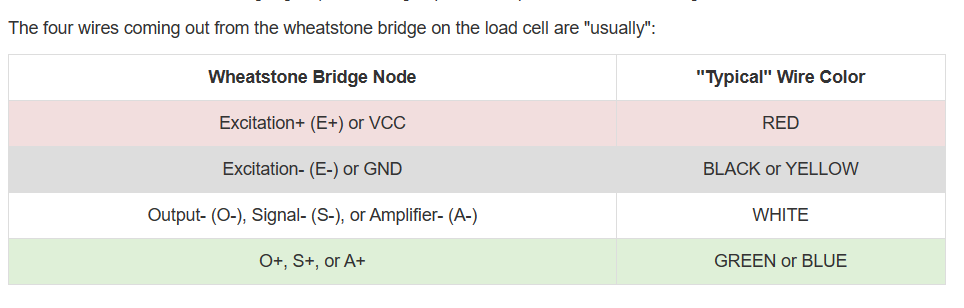 The four wires coming out from the wheatstone bridge on the load cell are "usually":
Wheatstone Bridge Node "Typical" Wire Color
Excitation+ (E+) or VCC RED
Excitation- (E-) or GND BLACK or YELLOW
Output- (O-), Signal- (S-), or Amplifier- (A-) WHITE
O+, S+, or A+ GREEN or BLUE